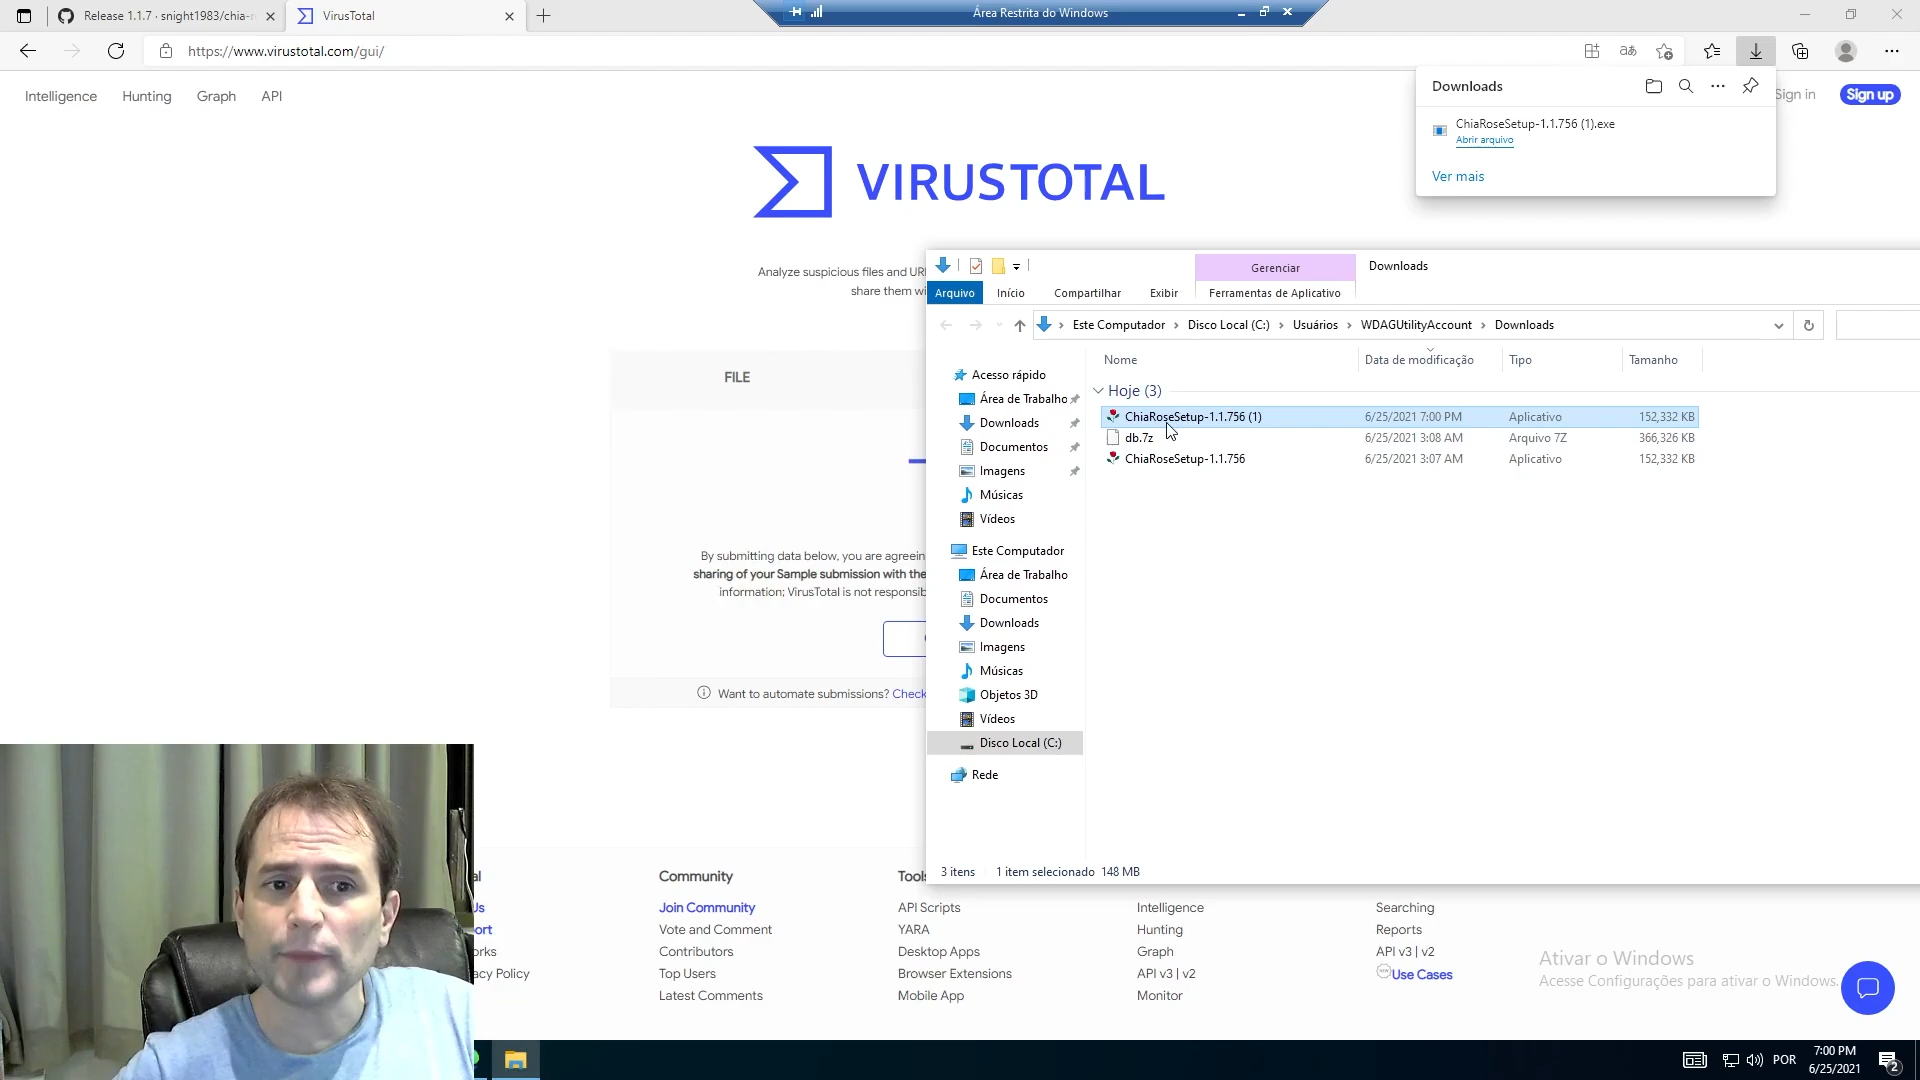 Release 1.1.7 · snight1983/chia-r
VirusTotal
Área Restrita do Windows
https://www.virustotal.com/gui/
Intelligence
Hunting
Graph
API
Sign in
Sign up
Downloads
ChiaRoseSetup-1.1.756 (1).exe
Abrir arquivo
Ver mais
VIRUSTOTAL
Analyze suspicious files and URL
share them wi
FILE
By submitting data below, you are agreein
sharing of your Sample submission with the
information; VirusTotal is not responsib
Want to automate submissions? Check
Gerenciar
Downloads
Arquivo
Início
Compartilhar
Exibir
Ferramentas de Aplicativo
Este Computador
Disco Local (C:)
Usuários
WDAGUtilityAccount
Downloads
Nome
Data de modificação
Tipo
Tamanho
Hoje (3)
ChiaRoseSetup-1.1.756 (1) 6/25/2021 7:00 PM Aplicativo 152,332 KB
db.7z 6/25/2021 3:08 AM Arquivo 7Z 366,326 KB
ChiaRoseSetup-1.1.756 6/25/2021 3:07 AM Aplicativo 152,332 KB
Acesso rápido
Área de Trabalho
Downloads
Documentos
Imagens
Músicas
Vídeos
Este Computador
Área de Trabalho
Documentos
Downloads
Imagens
Músicas
Objetos 3D
Vídeos
Disco Local (C:)
Rede
3 itens 1 item selecionado 148 MB
al
Us
ort
orks
acy Policy
Community
Join Community
Vote and Comment
Contributors
Top Users
Latest Comments
Tools
API Scripts
YARA
Desktop Apps
Browser Extensions
Mobile App
Intelligence
Hunting
Graph
API v3 | v2
Monitor
Searching
Reports
API v3 | v2
Use Cases
Ativar o Windows
Acesse Configurações para ativar o Windows.
POR
7:00 PM
6/25/2021
2